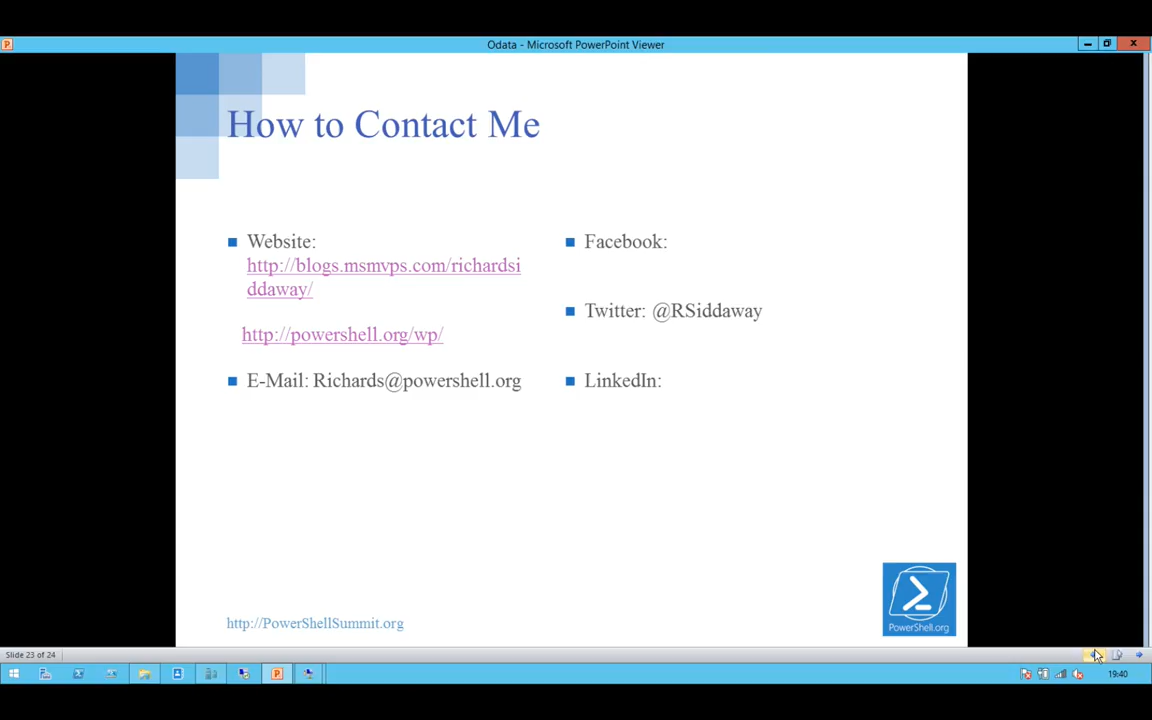 Odata - Microsoft PowerPoint Viewer
How to Contact Me
Website:
http://blogs.msmvps.com/richardsi
ddaway/
http://powershell.org/wp/
E-Mail: Richards@powershell.org
Facebook:
Twitter: @RSiddaway
LinkedIn:
http://PowerShellSummit.org
PowerShell.org
Slide 23 of 24
19:40